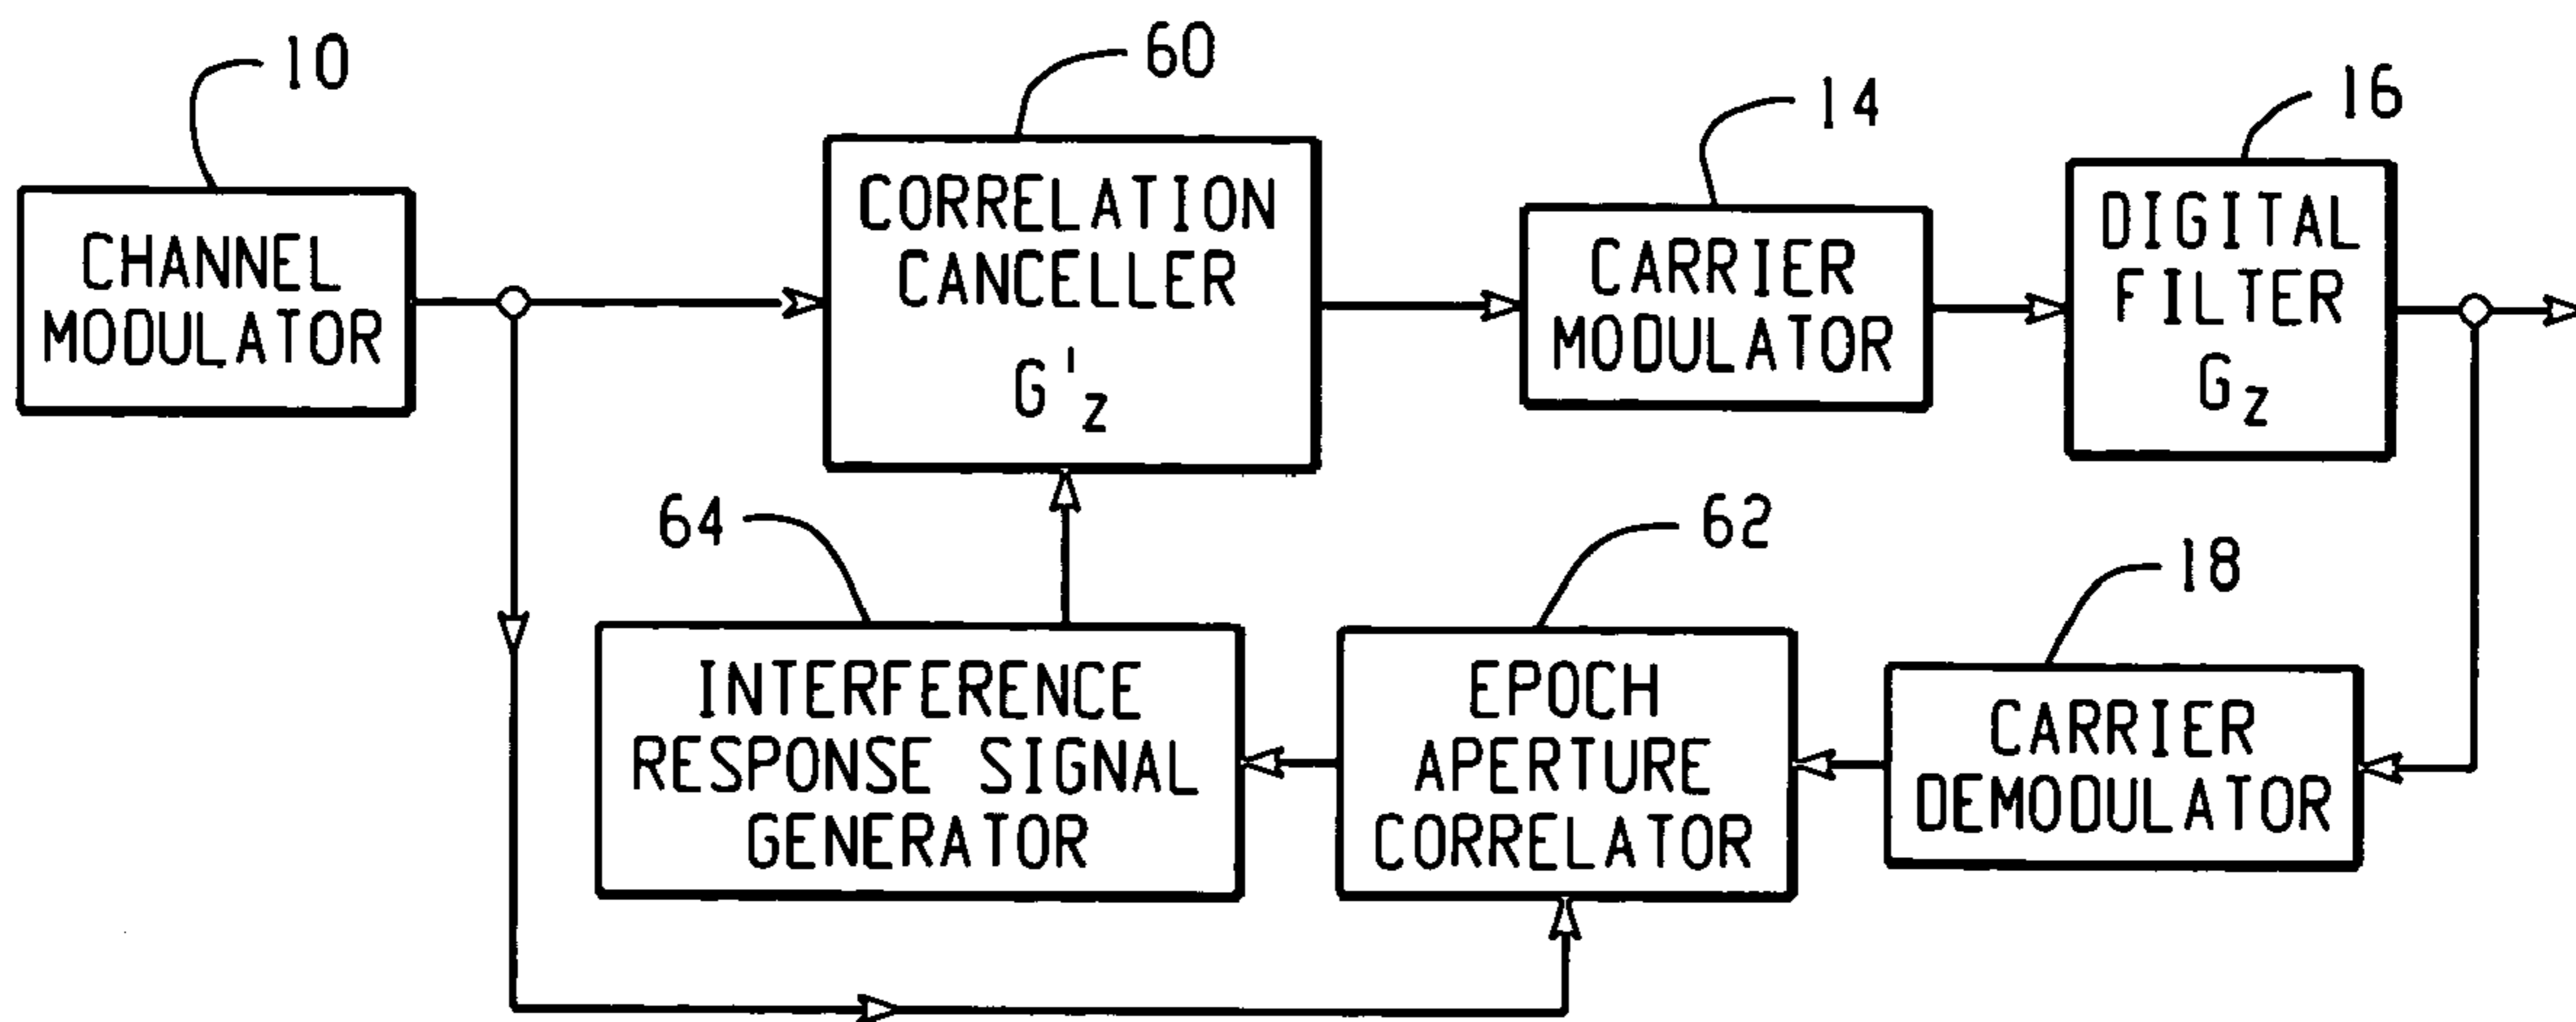 10
60
14
16
CHANNEL
MODULATOR
CORRELATION
CANCELLER
G'z
CARRIER
MODULATOR
DIGITAL
FILTER
Gz
64
62
18
INTERFERENCE
RESPONSE SIGNAL
GENERATOR
EPOCH
APERTURE
CORRELATOR
CARRIER
DEMODULATOR